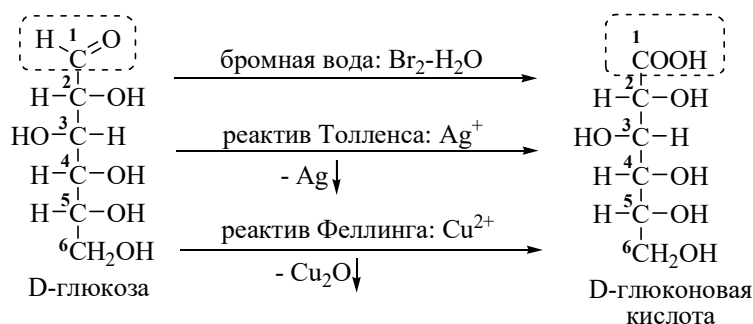 1
H O
C
2
H-C-OH
3
HO-C-H
4
H-C-OH
5
H-C-OH
6
CH₂OH
D-глюкоза
бромная вода: Br₂-H₂O
реактив Толленса: Ag⁺
- Ag↓
реактив Феллинга: Cu²⁺
- Cu₂O↓
1
COOH
2
H-C-OH
3
HO-C-H
4
H-C-OH
5
H-C-OH
6
CH₂OH
D-глюконовая
кислота